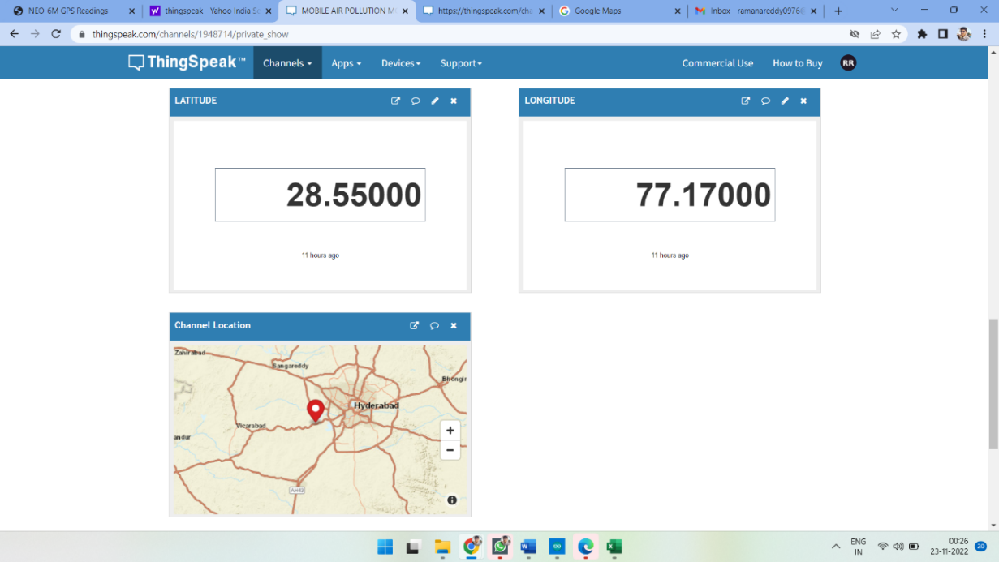 NEO-6M GPS Readings
thingspeak - Yahoo India Se
MOBILE AIR POLLUTION M
https://thingspeak.com/cha
Google Maps
Inbox - ramanareddy0976@
thingspeak.com/channels/1948714/private_show
ThingSpeak™
Channels
Apps
Devices
Support
Commercial Use
How to Buy
RR
LATITUDE
LONGITUDE
28.55000
77.17000
11 hours ago
11 hours ago
Channel Location
Zahirabad
Sangareddy
Bhongir
Hyderabad
Vicarabad
andur
AH43
ENG
IN
00:26
23-11-2022
20